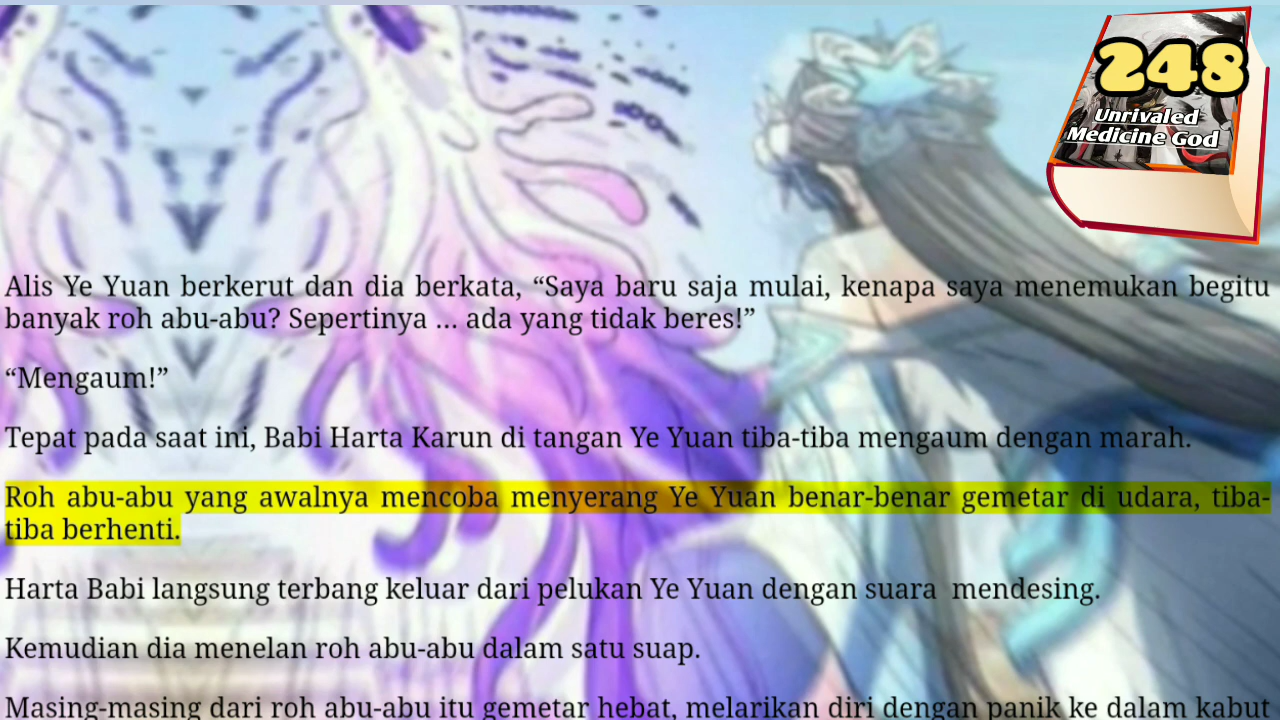 248
Unrivaled
Medicine God
Alis Ye Yuan berkerut dan dia berkata, “Saya baru saja mulai, kenapa saya menemukan begitu
banyak roh abu-abu? Sepertinya … ada yang tidak beres!”
“Mengaum!”
Tepat pada saat ini, Babi Harta Karun di tangan Ye Yuan tiba-tiba mengaum dengan marah.
Roh abu-abu yang awalnya mencoba menyerang Ye Yuan benar-benar gemetar di udara, tiba-
tiba berhenti.
Harta Babi langsung terbang keluar dari pelukan Ye Yuan dengan suara  mendesing.
Kemudian dia menelan roh abu-abu dalam satu suap.
Masing-masing dari roh abu-abu itu gemetar hebat, melarikan diri dengan panik ke dalam kabut